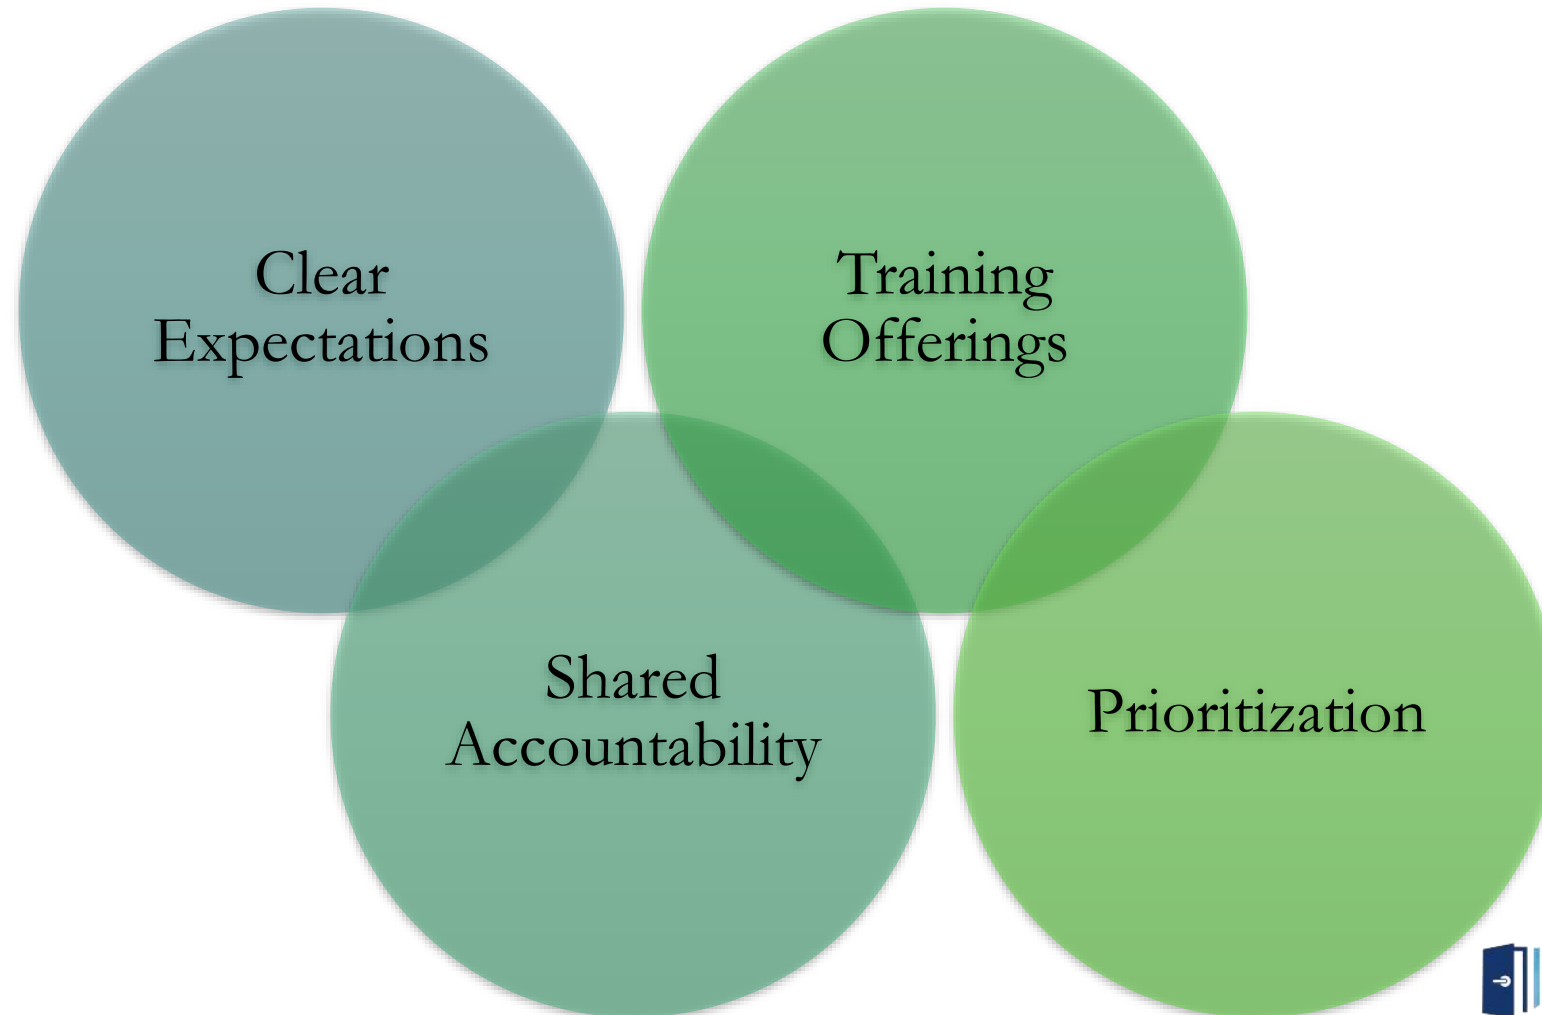 Clear
Expectations
Training
Offerings
Shared
Accountability
Prioritization